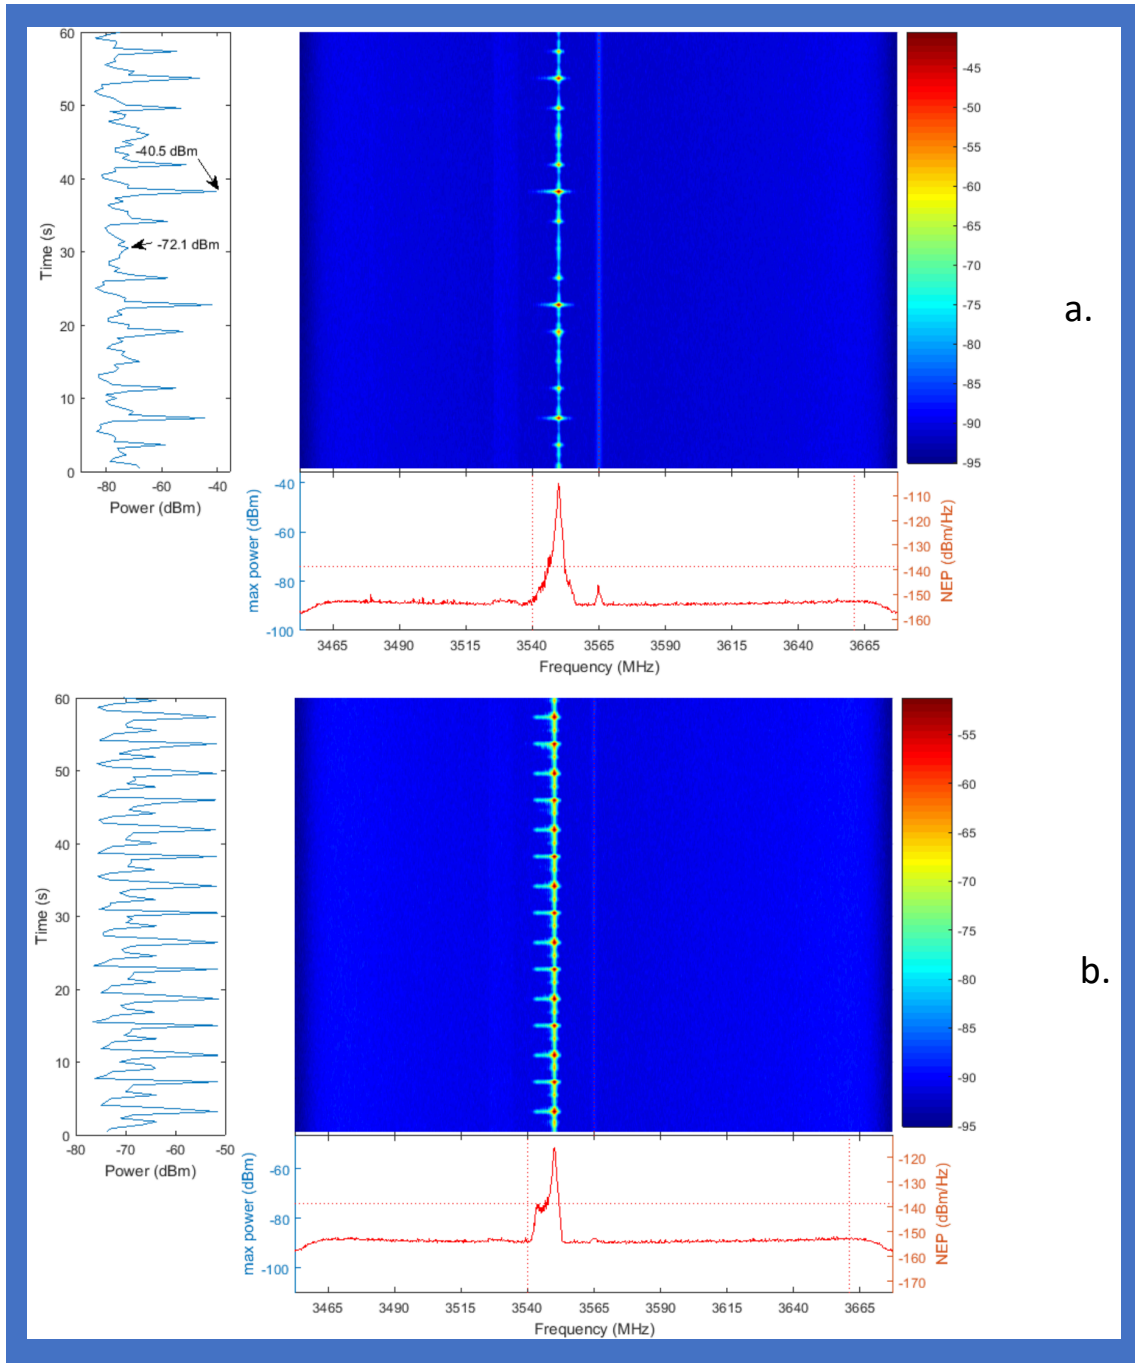 60
50
40
30
20
10
0
Time (s)
-40.5 dBm
-72.1 dBm
-80 -60 -40
Power (dBm)
-45
-50
-55
-60
-65
-70
-75
-80
-85
-90
-95
a.
-40
-60
-80
-100
max power (dBm)
-110
-120
-130
-140
-150
-160
NEP (dBm/Hz)
3465 3490 3515 3540 3565 3590 3615 3640 3665
Frequency (MHz)
60
50
40
30
20
10
0
Time (s)
-80 -70 -60 -50
Power (dBm)
-55
-60
-65
-70
-75
-80
-85
-90
-95
b.
-60
-80
-100
max power (dBm)
-120
-130
-140
-150
-160
-170
NEP (dBm/Hz)
3465 3490 3515 3540 3565 3590 3615 3640 3665
Frequency (MHz)